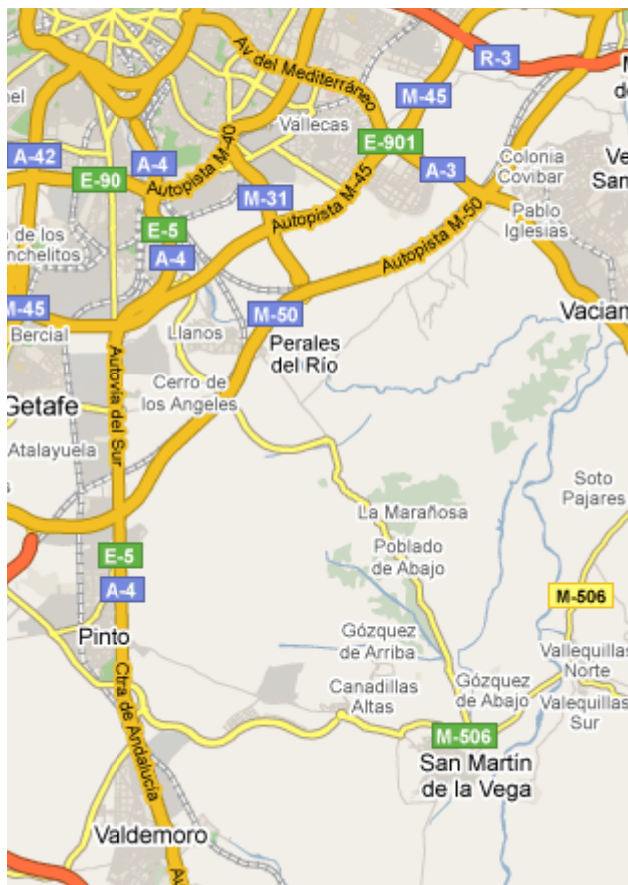 Av del Mediterráneo
R-3
M-45
Vallecas
E-901
A-42
A-4
E-90
Autopista M-40
M-31
Autopista M-45
A-3
Colonia
Covibar
Pablo
Iglesias
E-5
A-4
Autopista M-50
M-45
Bercial
Llanos
M-50
Perales
del Río
Getafe
Autovía del Sur
Cerro de
los Angeles
Atalayuela
Soto
Pajares
La Marañosa
Poblado
de Abajo
E-5
A-4
M-506
Pinto
Gózquez
de Arriba
Vallequillas
Norte
Valequillas
Sur
Ctra de Andalucía
Canadillas
Altas
Gózquez
de Abajo
M-506
San Martín
de la Vega
Valdemoro